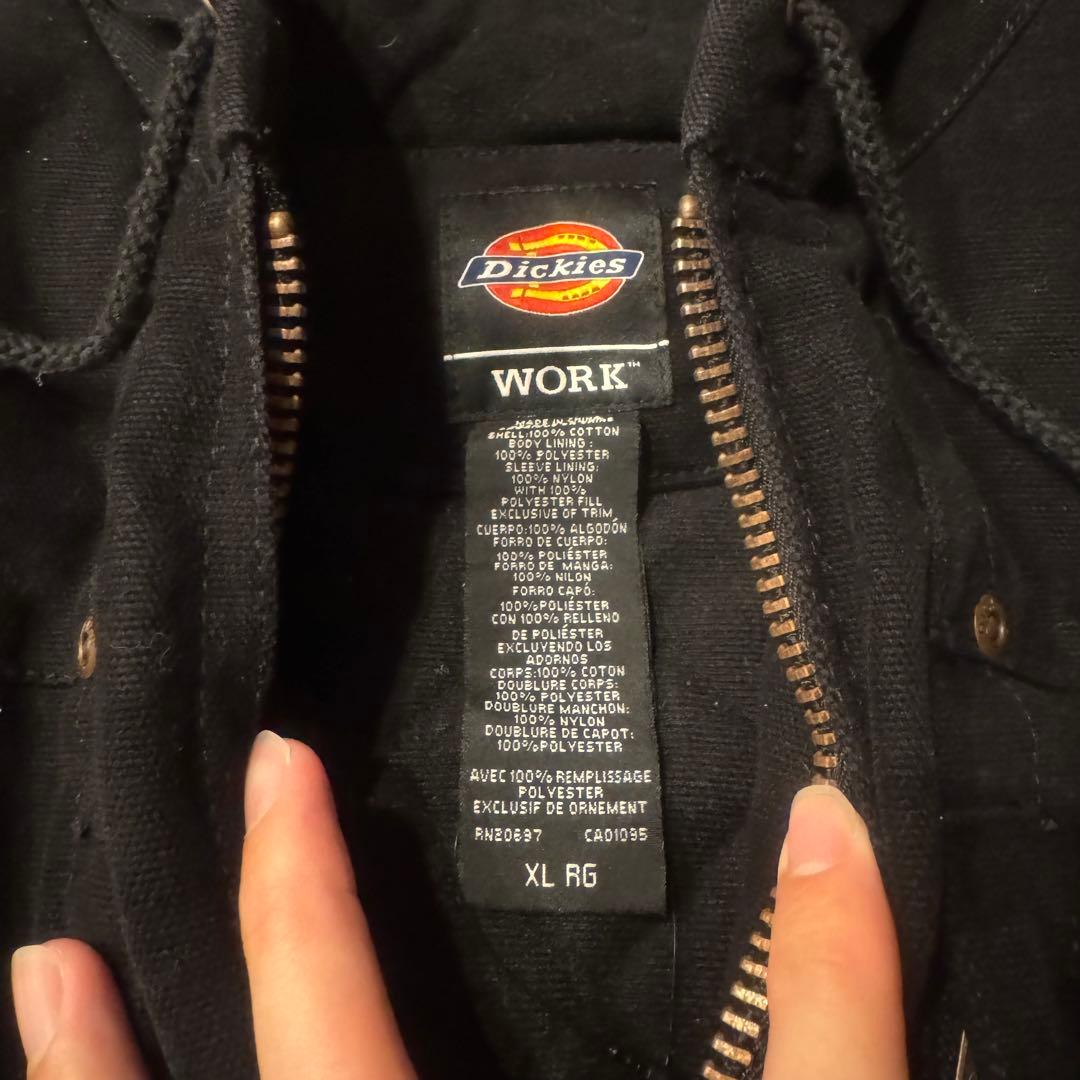 Dickies
WORK™
SHELL:100% COTTON
BODY LINING:
100% POLYESTER
SLEEVE LINING:
100% NYLON
WITH 100%
POLYESTER FILL
EXCLUSIVE OF TRIM
CUERPO:100% ALGODÓN
FORRO DE CUERPO:
100% POLIÉSTER
FORRO DE MANGA:
100% NILON
FORRO CAPÓ:
100%POLIÉSTER
CON 100% RELLENO
DE POLIÉSTER
EXCLUYENDO LOS
ADORNOS
CORPS:100% COTON
DOUBLURE CORPS:
100% POLYESTER
DOUBLURE MANCHON:
100% NYLON
DOUBLURE DE CAPOT:
100%POLYESTER
AVEC 100% REMPLISSAGE
POLYESTER
EXCLUSIF DE ORNEMENT
RN20697 CA01095
XL RG